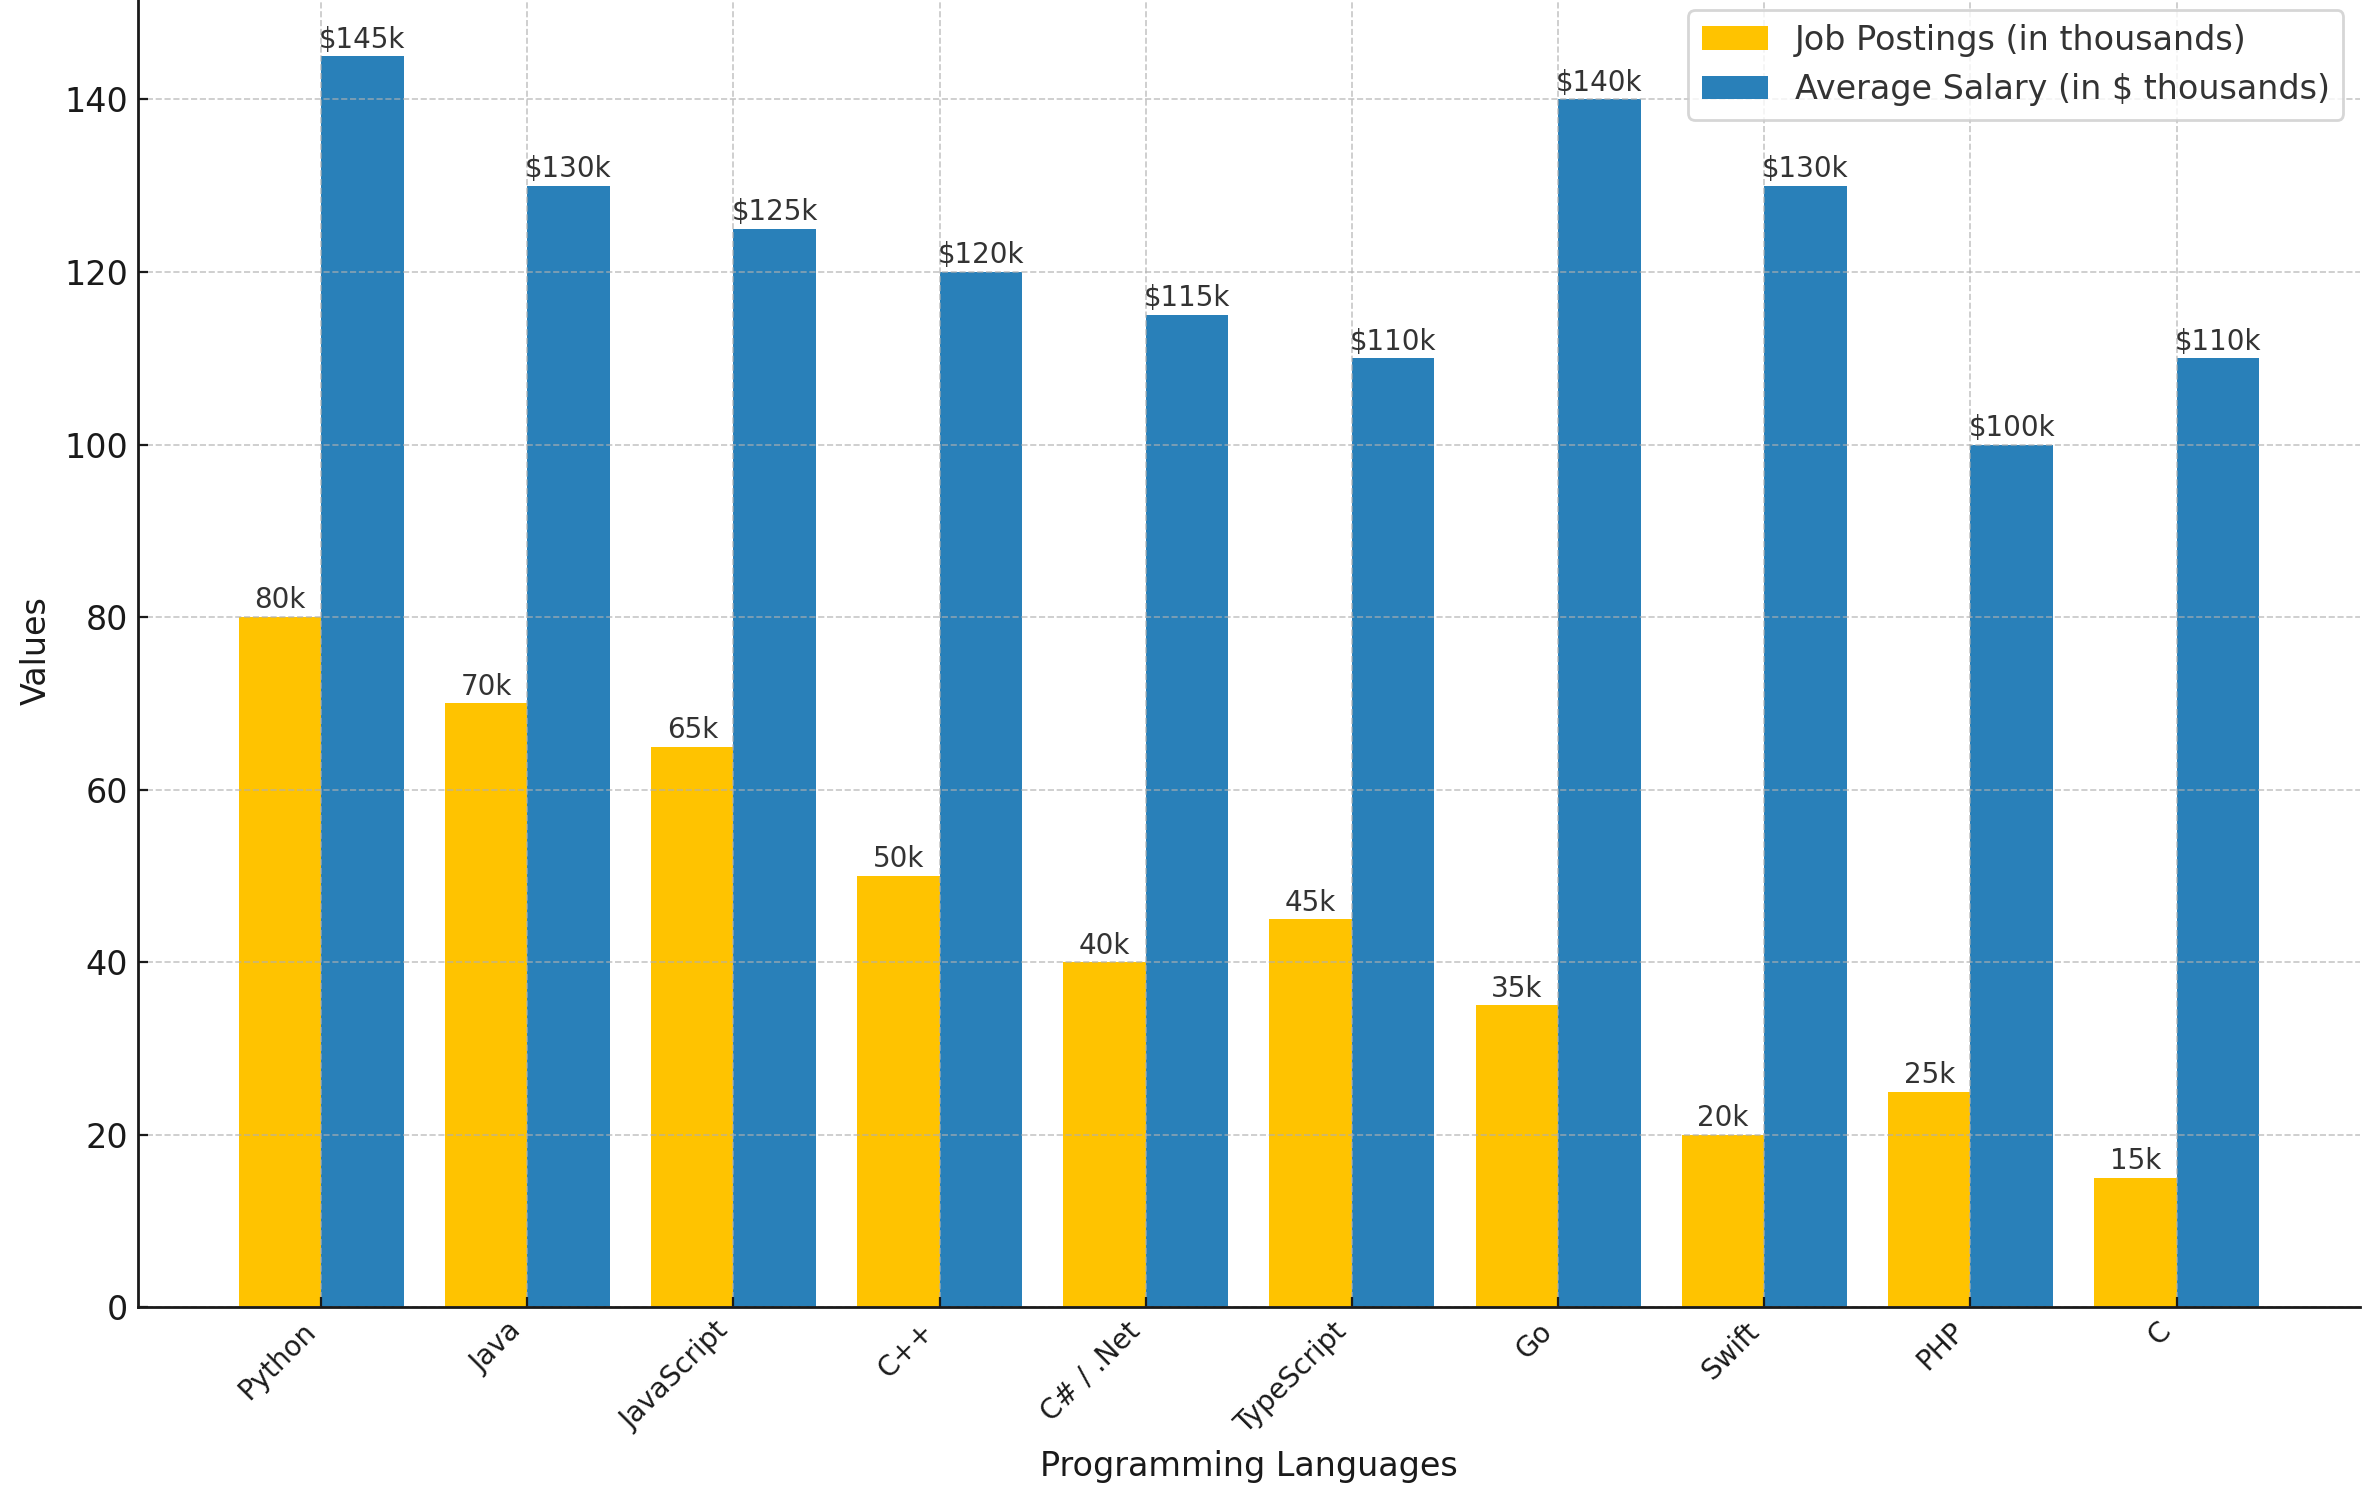 Job Postings (in thousands)
Average Salary (in $ thousands)
$145k
$130k
$125k
$120k
$115k
$110k
$140k
$130k
$100k
$110k
80k
70k
65k
50k
40k
45k
35k
20k
25k
15k
140
120
100
80
60
40
20
0
Values
Python
Java
JavaScript
C++
C# / .Net
TypeScript
Go
Swift
PHP
C
Programming Languages